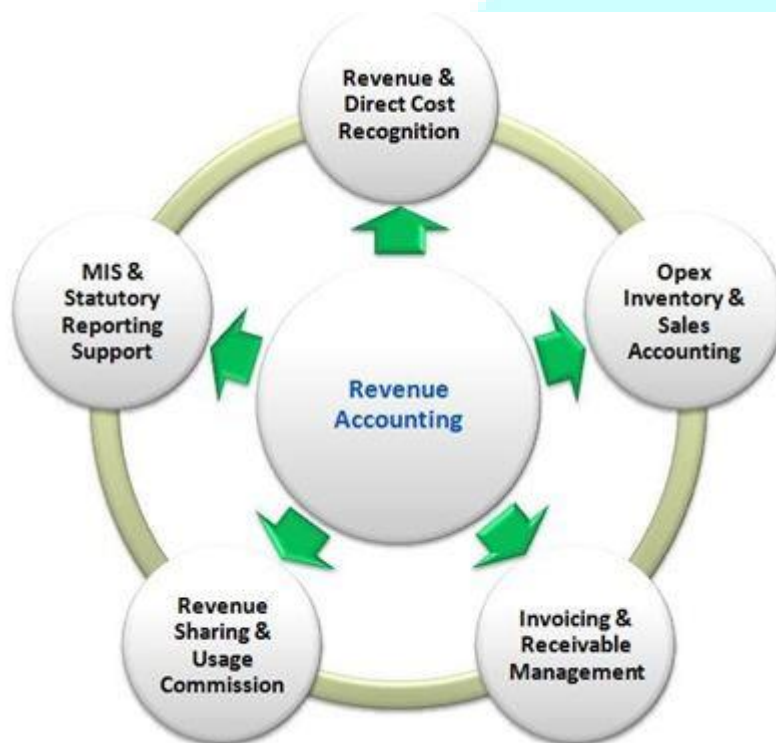 Revenue &
Direct Cost
Recognition
MIS &
Statutory
Reporting
Support
Opex
Inventory &
Sales
Accounting
Revenue
Accounting
Revenue
Sharing &
Usage
Commission
Invoicing &
Receivable
Management